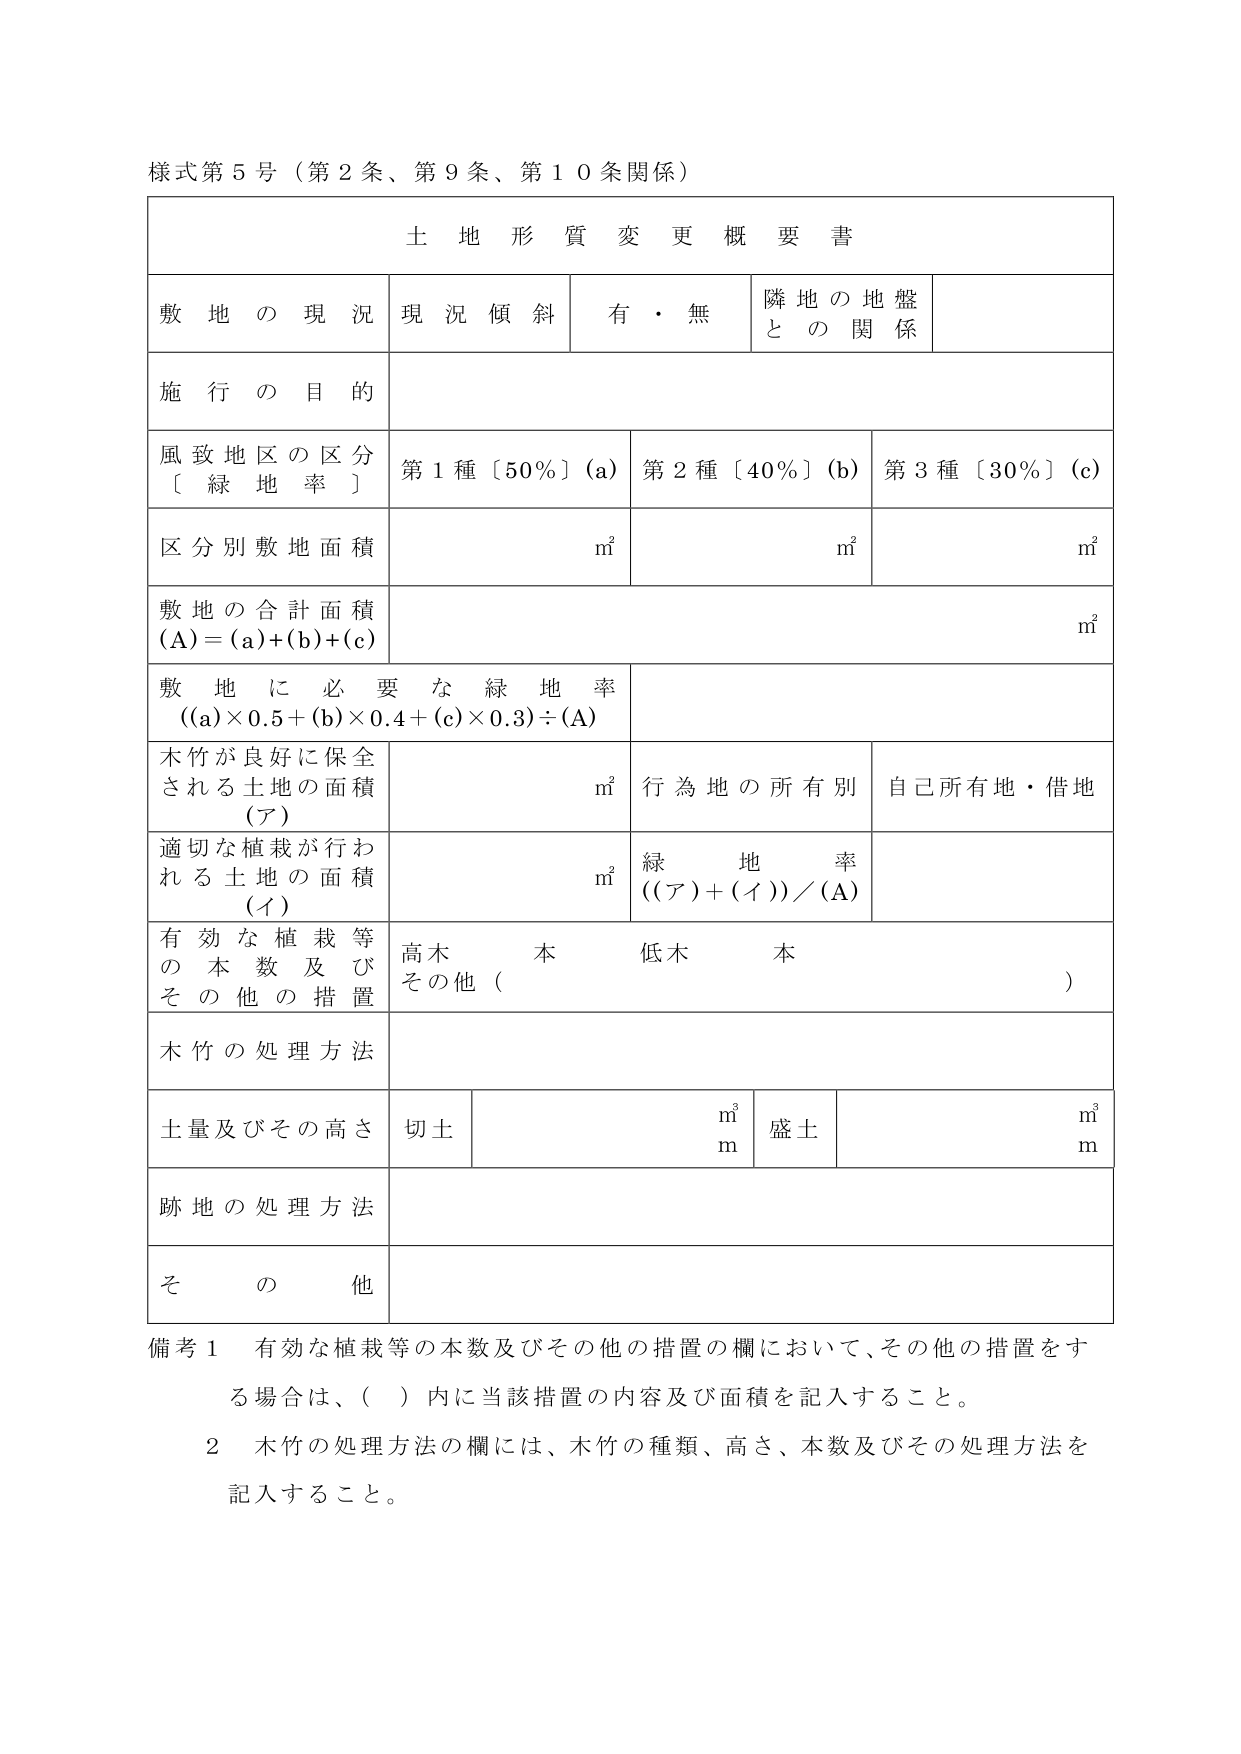 様式第５号（第２条、第９条、第１０条関係）
土地形質変更概要書
敷地の現況 現況傾斜 有・無 隣地の地盤
との関係
施行の目的
風致地区の区分
〔緑地率〕
第１種〔50％〕(a) 第２種〔40％〕(b) 第３種〔30％〕(c)
区分別敷地面積 ㎡ ㎡ ㎡
敷地の合計面積
(A)＝(a)+(b)+(c)
㎡
敷地に必要な緑地率
((a)×0.5＋(b)×0.4＋(c)×0.3)÷(A)
木竹が良好に保全
される土地の面積
(ア)
㎡ 行為地の所有別 自己所有地・借地
適切な植栽が行わ
れる土地の面積
(イ)
㎡
緑地率
((ア)＋(イ))／(A)
有効な植栽等
の本数及び
その他の措置
高木 本 低木 本
その他（ ）
木竹の処理方法
土量及びその高さ 切土 ㎥
m
盛土 ㎥
m
跡地の処理方法
その他
備考１ 有効な植栽等の本数及びその他の措置の欄において、その他の措置をす
る場合は、（ ）内に当該措置の内容及び面積を記入すること。
２ 木竹の処理方法の欄には、木竹の種類、高さ、本数及びその処理方法を
記入すること。